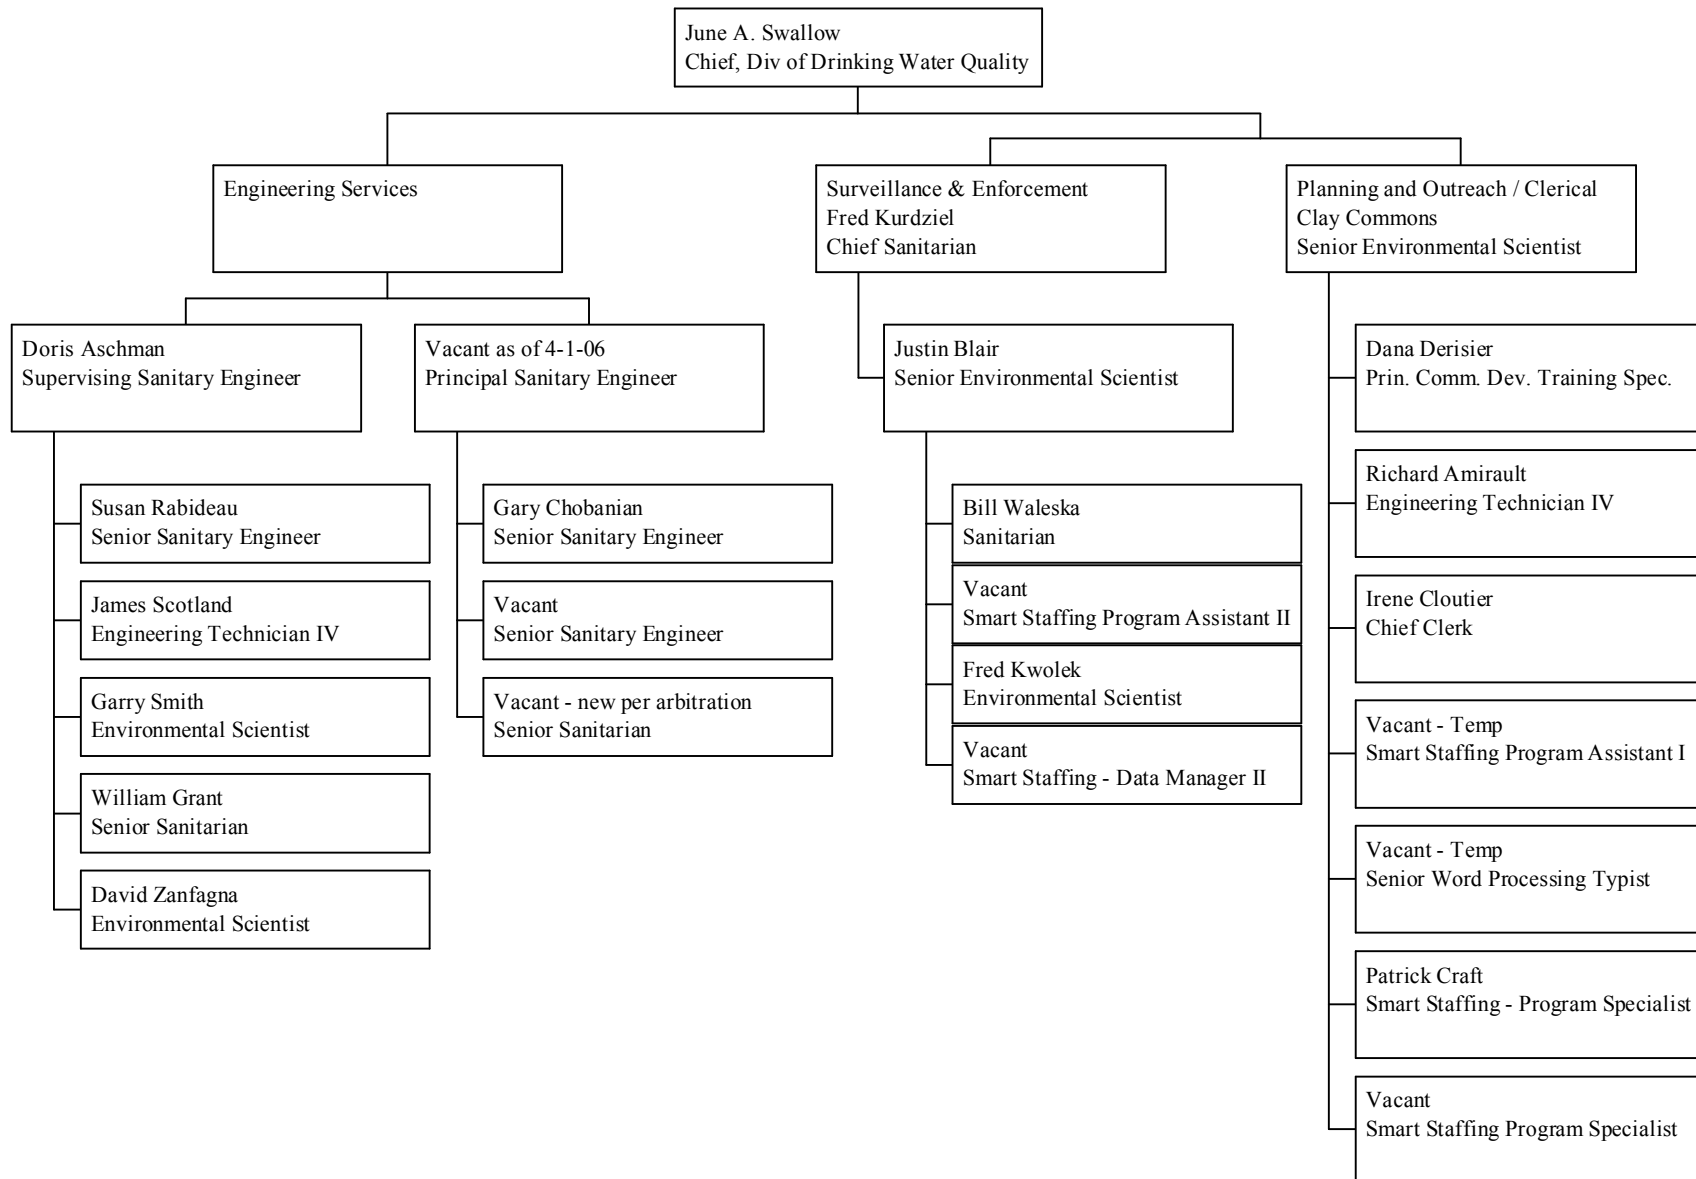 June A. Swallow
Chief, Div of Drinking Water Quality
Engineering Services
Surveillance & Enforcement
Fred Kurdziel
Chief Sanitarian
Planning and Outreach / Clerical
Clay Commons
Senior Environmental Scientist
Doris Aschman
Supervising Sanitary Engineer
Susan Rabideau
Senior Sanitary Engineer
James Scotland
Engineering Technician IV
Garry Smith
Environmental Scientist
William Grant
Senior Sanitarian
David Zanfagna
Environmental Scientist
Vacant as of 4-1-06
Principal Sanitary Engineer
Gary Chobanian
Senior Sanitary Engineer
Vacant
Senior Sanitary Engineer
Vacant - new per arbitration
Senior Sanitarian
Justin Blair
Senior Environmental Scientist
Bill Waleska
Sanitarian
Vacant
Smart Staffing Program Assistant II
Fred Kwolek
Environmental Scientist
Vacant
Smart Staffing - Data Manager II
Dana Derisier
Prin. Comm. Dev. Training Spec.
Richard Amirault
Engineering Technician IV
Irene Cloutier
Chief Clerk
Vacant - Temp
Smart Staffing Program Assistant I
Vacant - Temp
Senior Word Processing Typist
Patrick Craft
Smart Staffing - Program Specialist
Vacant
Smart Staffing Program Specialist